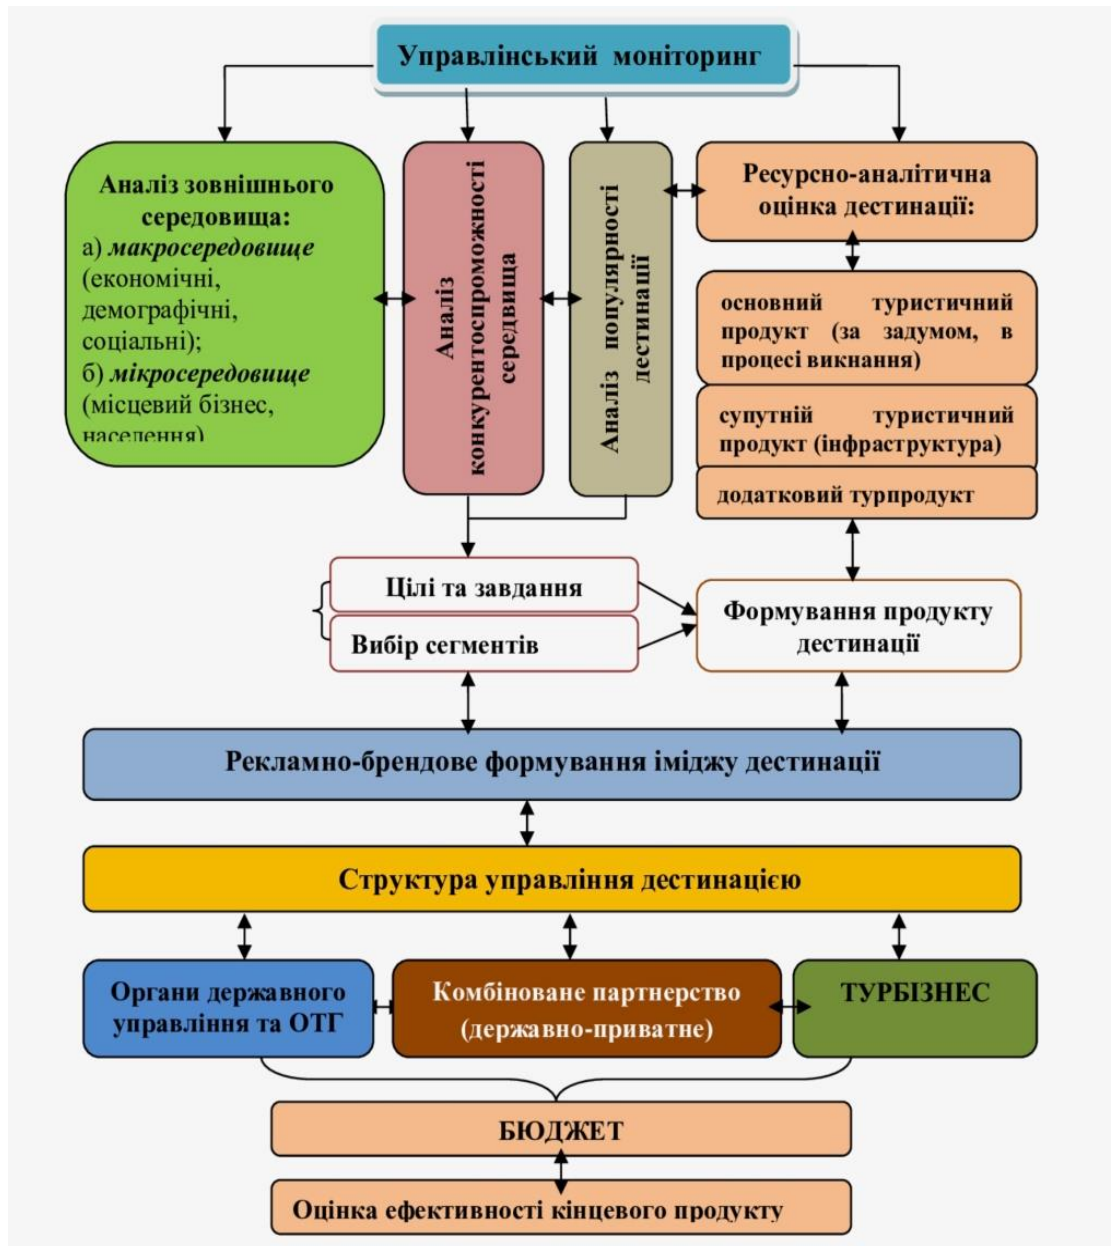 Управлінський моніторинг
Аналіз зовнішнього
середовища:
а) макросередовище
(економічні,
демографічні,
соціальні);
б) мікросередовище
(місцевий бізнес,
населення)
Аналіз
конкурентоспроможності
середвища
Аналіз популярності
дестинації
Ресурсно-аналітична
оцінка дестинації:
основний туристичний
продукт (за задумом, в
процесі викнання)
супутній туристичний
продукт (інфраструктура)
додатковий турпродукт
Цілі та завдання
Вибір сегментів
Формування продукту
дестинації
Рекламно-брендове формування іміджу дестинації
Структура управління дестинацією
Органи державного
управління та ОТГ
Комбіноване партнерство
(державно-приватне)
ТУРБІЗНЕС
БЮДЖЕТ
Оцінка ефективності кінцевого продукту